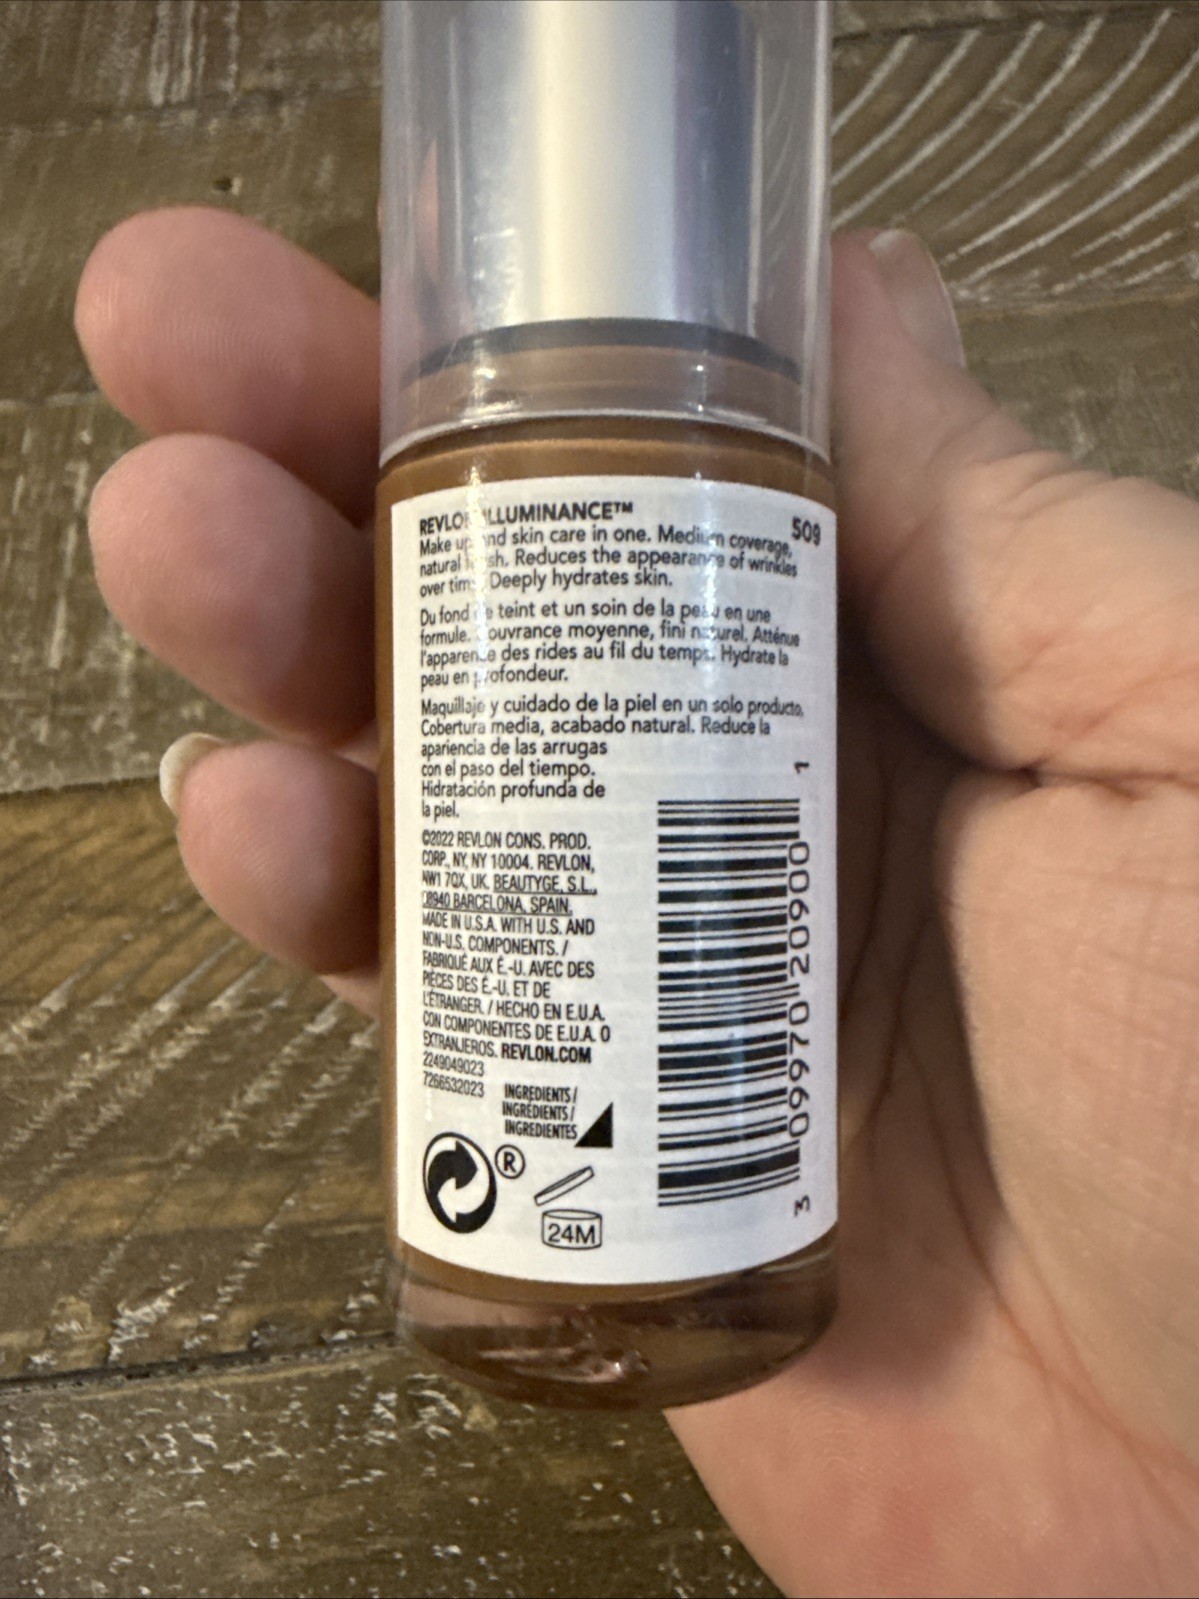 REVLON ILLUMINANCE™
509
Make up and skin care in one. Medium coverage,
natural finish. Reduces the appearance of wrinkles
over time. Deeply hydrates skin.
Du fond de teint et un soin de la peau en une
formule. Couvrance moyenne, fini naturel. Atténue
l'apparence des rides au fil du temps. Hydrate la
peau en profondeur.
Maquillaje y cuidado de la piel en un solo producto.
Cobertura media, acabado natural. Reduce la
apariencia de las arrugas
con el paso del tiempo.
Hidratación profunda de
la piel.
©2022 REVLON CONS. PROD.
CORP., NY, NY 10004. REVLON,
NW1 7QX, UK. BEAUTYGE, S.L.,
08940 BARCELONA, SPAIN.
MADE IN U.S.A. WITH U.S. AND
NON-U.S. COMPONENTS. /
FABRIQUÉ AUX É.-U. AVEC DES
PIÈCES DES É.-U. ET DE
L'ÉTRANGER. / HECHO EN E.U.A.
CON COMPONENTES DE E.U.A. O
EXTRANJEROS. REVLON.COM
2249049023
7266532023
INGREDIENTS /
INGRÉDIENTS /
INGREDIENTES
®
24M
3 09970 20900 1